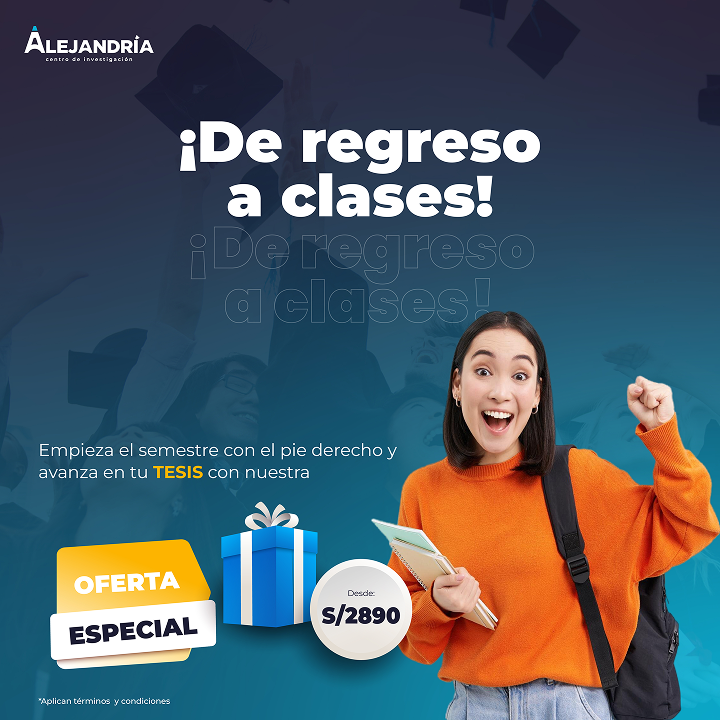 ALEJANDRÍA
centro de investigación
¡De regreso
a clases!
¡De regreso
a clases!
Empieza el semestre con el pie derecho y
avanza en tu TESIS con nuestra
OFERTA
ESPECIAL
Desde:
S/2890
*Aplican términos y condiciones